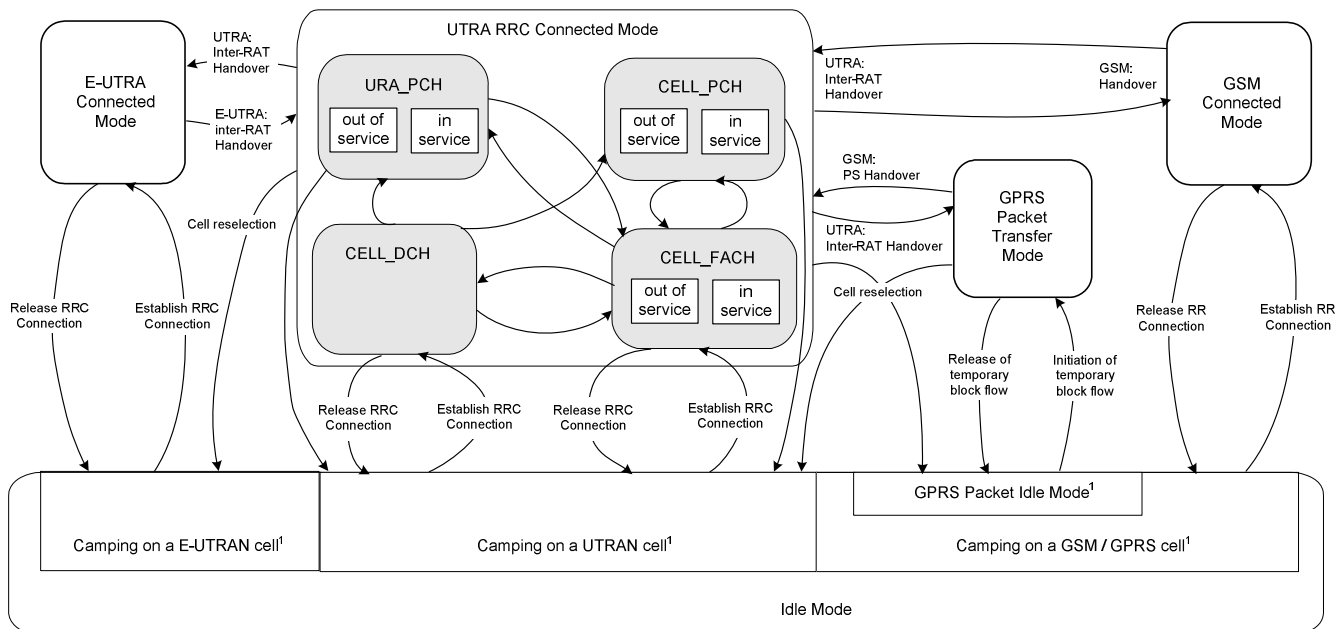 UTRA RRC Connected Mode
UTRA:
Inter-RAT
Handover
E-UTRA
Connected
Mode
E-UTRA:
inter-RAT
Handover
URA_PCH
out of
service
in
service
CELL_PCH
out of
service
in
service
UTRA:
Inter-RAT
Handover
GSM:
Handover
GSM
Connected
Mode
GSM:
PS Handover
GPRS
Packet
Transfer
Mode
UTRA:
Inter-RAT Handover
Cell reselection
CELL_DCH
CELL_FACH
out of
service
in
service
Cell reselection
Release RRC
Connection
Establish RRC
Connection
Release RR
Connection
Establish RR
Connection
Release of
temporary
block flow
Initiation of
temporary
block flow
Release RRC
Connection
Establish RRC
Connection
Release RRC
Connection
Establish RRC
Connection
GPRS Packet Idle Mode¹
Camping on a E-UTRAN cell¹
Camping on a UTRAN cell¹
Camping on a GSM / GPRS cell¹
Idle Mode